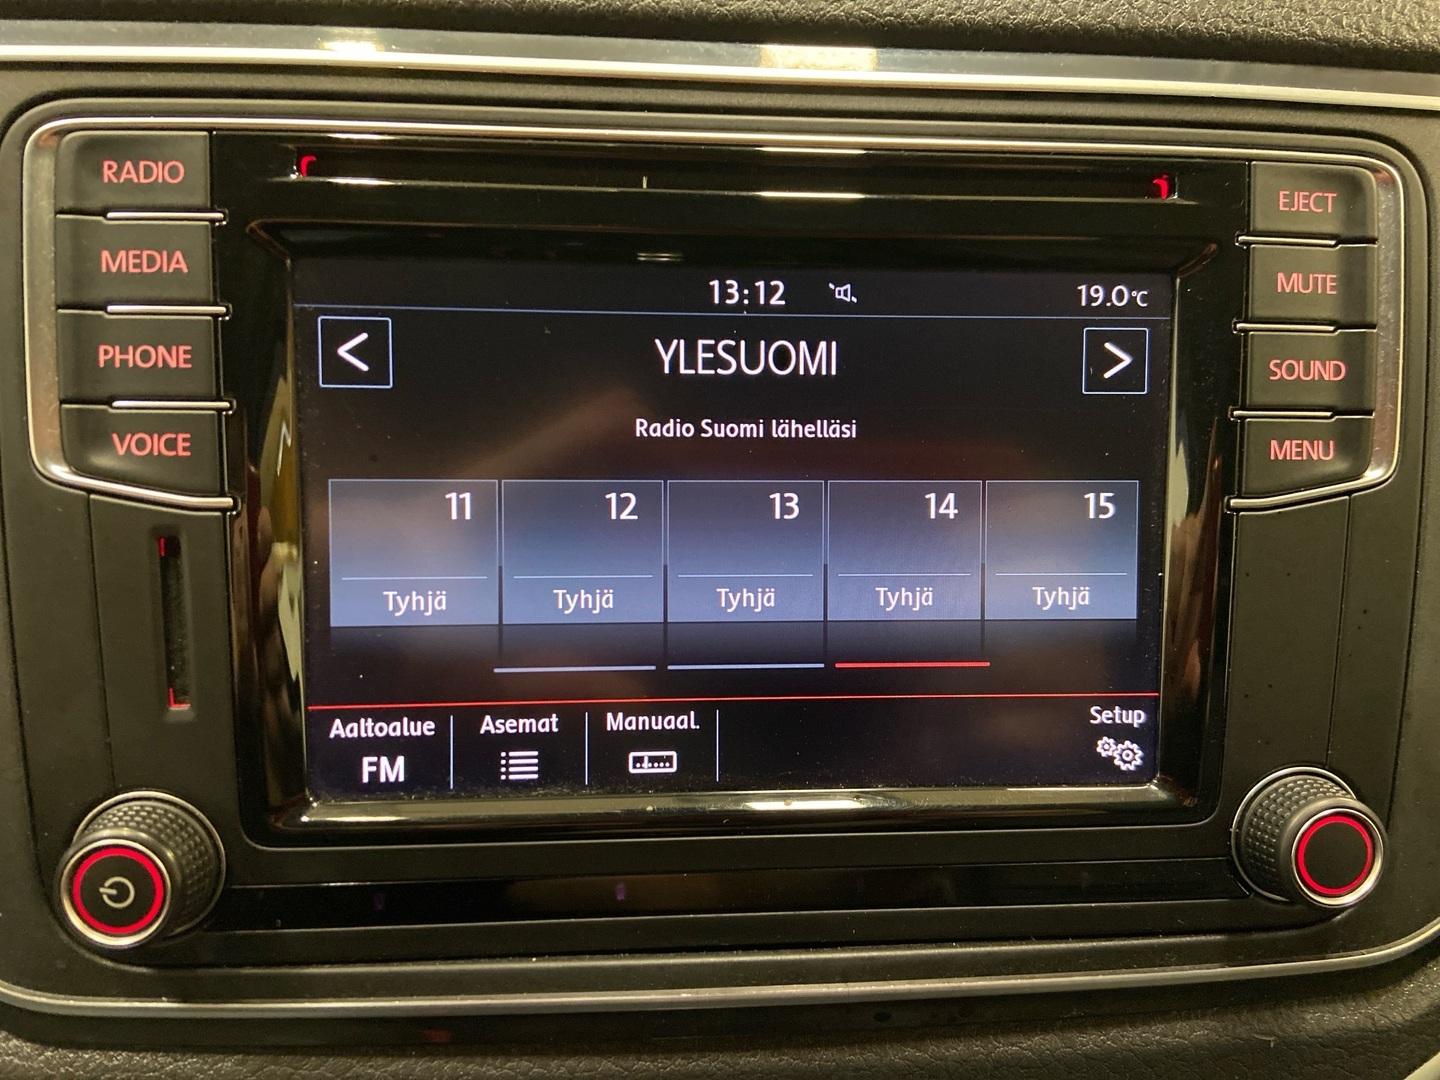 RADIO
MEDIA
PHONE
VOICE
EJECT
MUTE
SOUND
MENU
13:12
19.0°C
<
YLESUOMI
>
Radio Suomi lähelläsi
11 12 13 14 15
Tyhjä Tyhjä Tyhjä Tyhjä Tyhjä
Aaltoalue Asemat Manuaal. Setup
FM